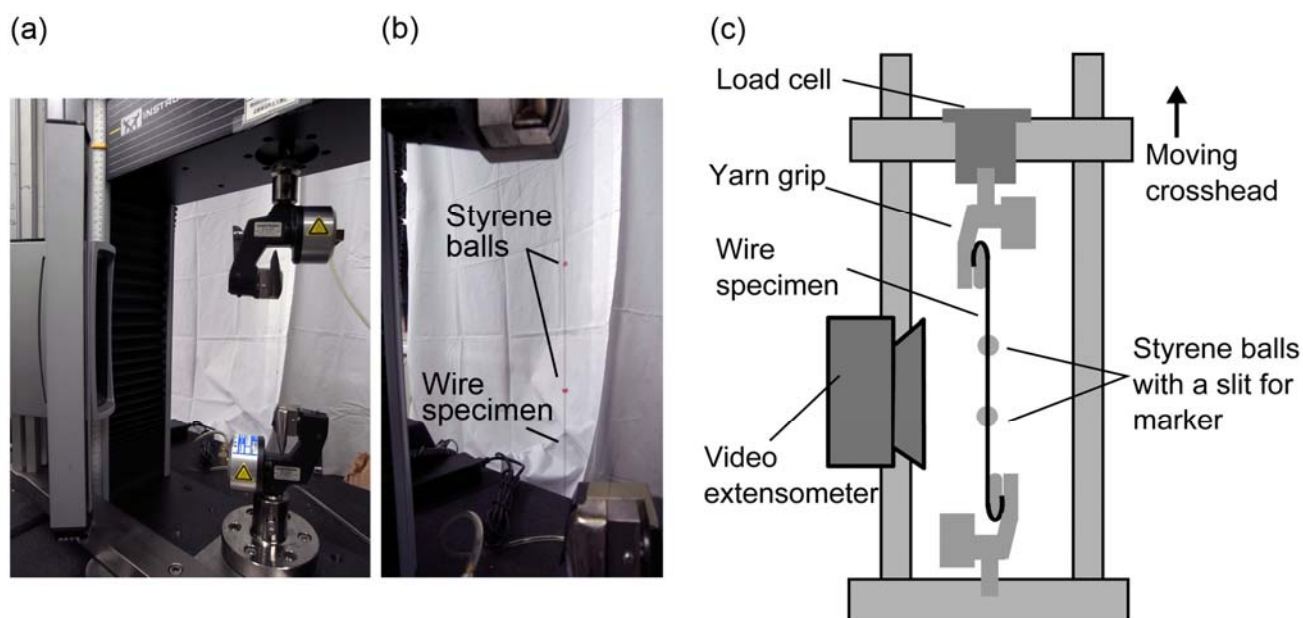 (a)
(b)
(c)
INSTRO
Styrene
balls
Wire
specimen
Load cell
Yarn grip
Wire
specimen
Video
extensometer
Moving
crosshead
Styrene balls
with a slit for
marker